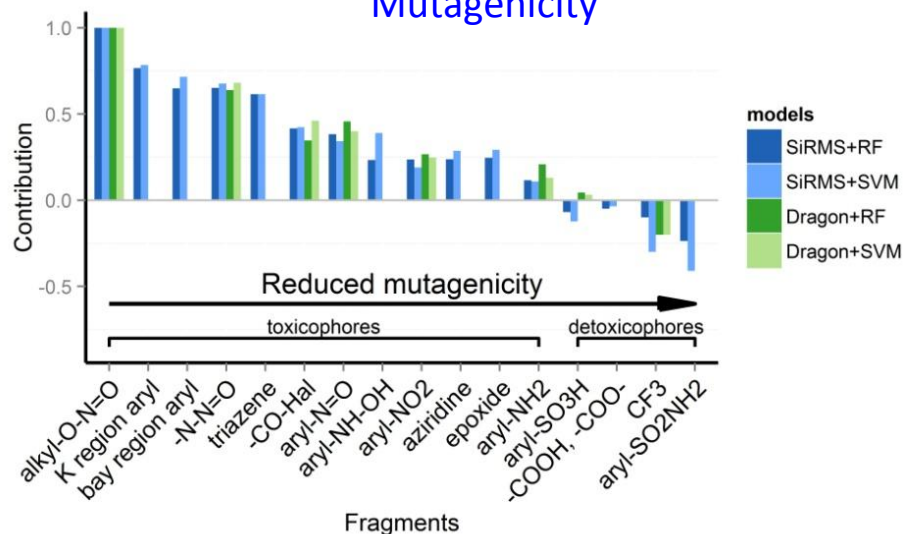 Mutagenicity
1.0
0.5
0.0
-0.5
Contribution
Reduced mutagenicity
toxicophores
detoxicophores
alkyl-O-N=O
K region aryl
bay region aryl
-N-N=O
triazene
-CO-Hal
aryl-N=O
aryl-NH-OH
aryl-NO2
aziridine
epoxide
aryl-NH2
aryl-SO3H
-COOH, -COO-
CF3
aryl-SO2NH2
Fragments
models
SiRMS+RF
SiRMS+SVM
Dragon+RF
Dragon+SVM